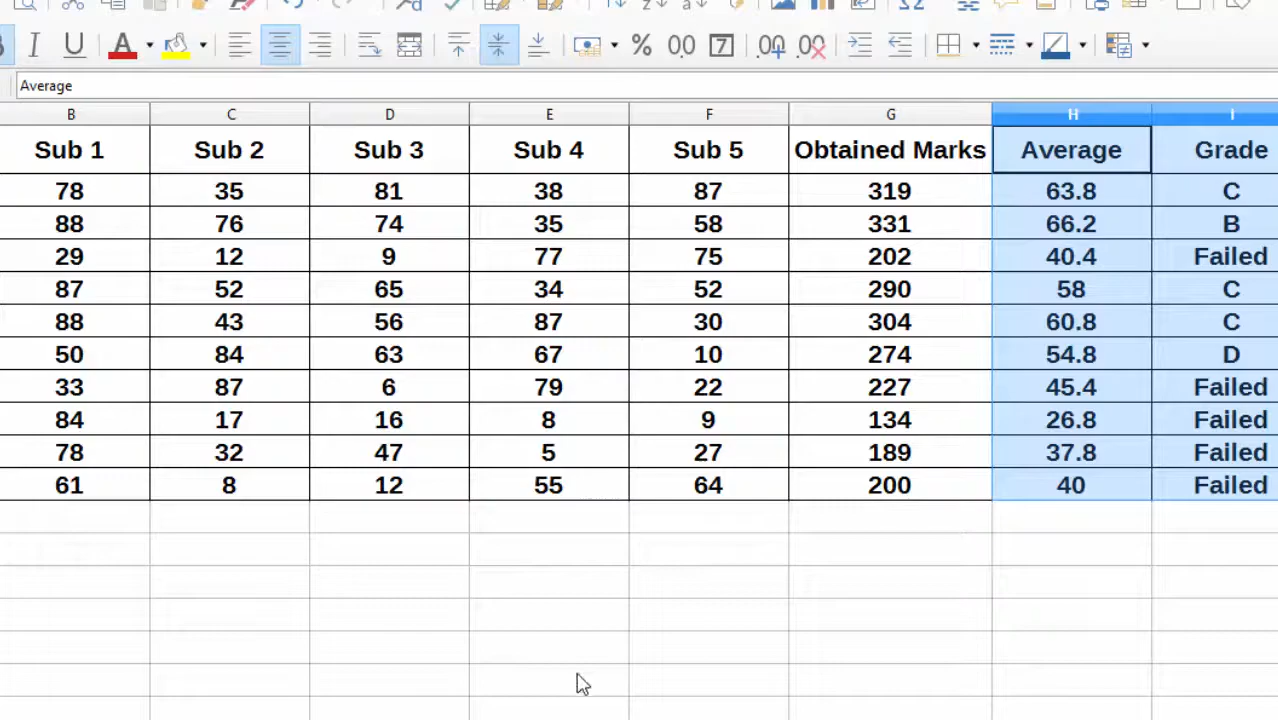 I U A % 00 7 00 00
Average
B C D E F G H I
Sub 1 Sub 2 Sub 3 Sub 4 Sub 5 Obtained Marks Average Grade
78 35 81 38 87 319 63.8 C
88 76 74 35 58 331 66.2 B
29 12 9 77 75 202 40.4 Failed
87 52 65 34 52 290 58 C
88 43 56 87 30 304 60.8 C
50 84 63 67 10 274 54.8 D
33 87 6 79 22 227 45.4 Failed
84 17 16 8 9 134 26.8 Failed
78 32 47 5 27 189 37.8 Failed
61 8 12 55 64 200 40 Failed